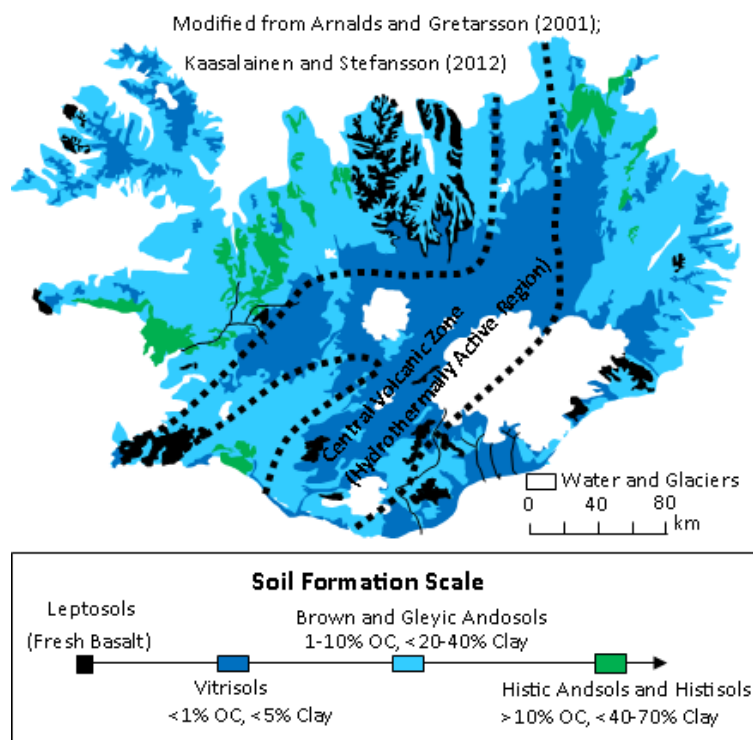 Modified from Arnalds and Gretarsson (2001);
Kaasalainen and Stefansson (2012)
Central Volcanic Zone
(Hydrothermally Active Region)
Water and Glaciers
0 40 80
km
Soil Formation Scale
Leptosols
(Fresh Basalt)
Brown and Gleyic Andosols
1-10% OC, <20-40% Clay
Vitrisols
<1% OC, <5% Clay
Histic Andsols and Histisols
>10% OC, <40-70% Clay